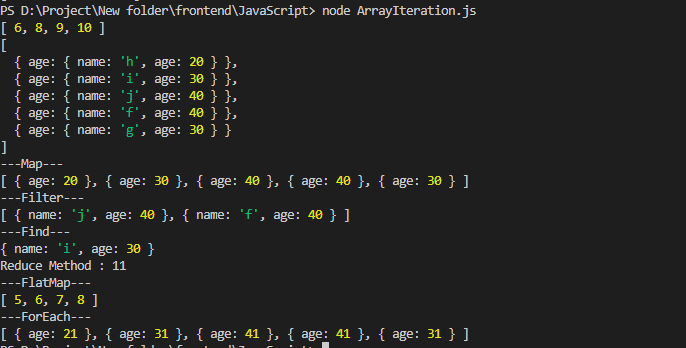 PS D:\Project\New folder\frontend\JavaScript> node ArrayIteration.js
[ 6, 8, 9, 10 ]
[
  { age: { name: 'h', age: 20 } },
  { age: { name: 'i', age: 30 } },
  { age: { name: 'j', age: 40 } },
  { age: { name: 'f', age: 40 } },
  { age: { name: 'g', age: 30 } }
]
---Map---
[ { age: 20 }, { age: 30 }, { age: 40 }, { age: 40 }, { age: 30 } ]
---Filter---
[ { name: 'j', age: 40 }, { name: 'f', age: 40 } ]
---Find---
{ name: 'i', age: 30 }
Reduce Method : 11
---FlatMap---
[ 5, 6, 7, 8 ]
---ForEach---
[ { age: 21 }, { age: 31 }, { age: 41 }, { age: 41 }, { age: 31 } ]